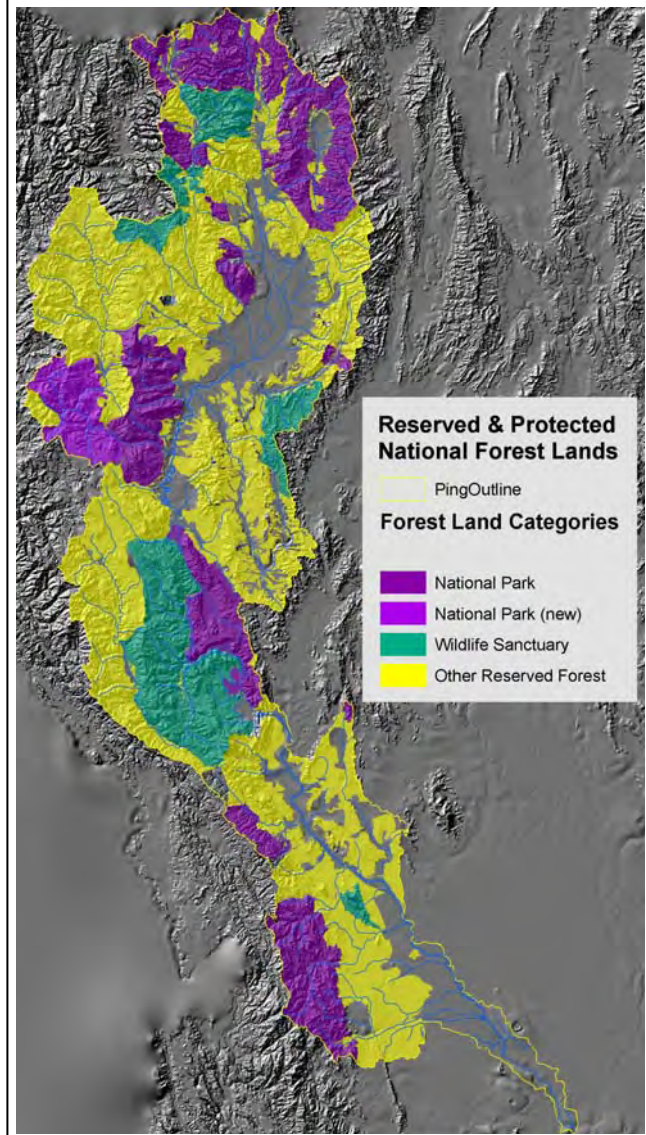 Reserved & Protected
National Forest Lands
PingOutline
Forest Land Categories
National Park
National Park (new)
Wildlife Sanctuary
Other Reserved Forest